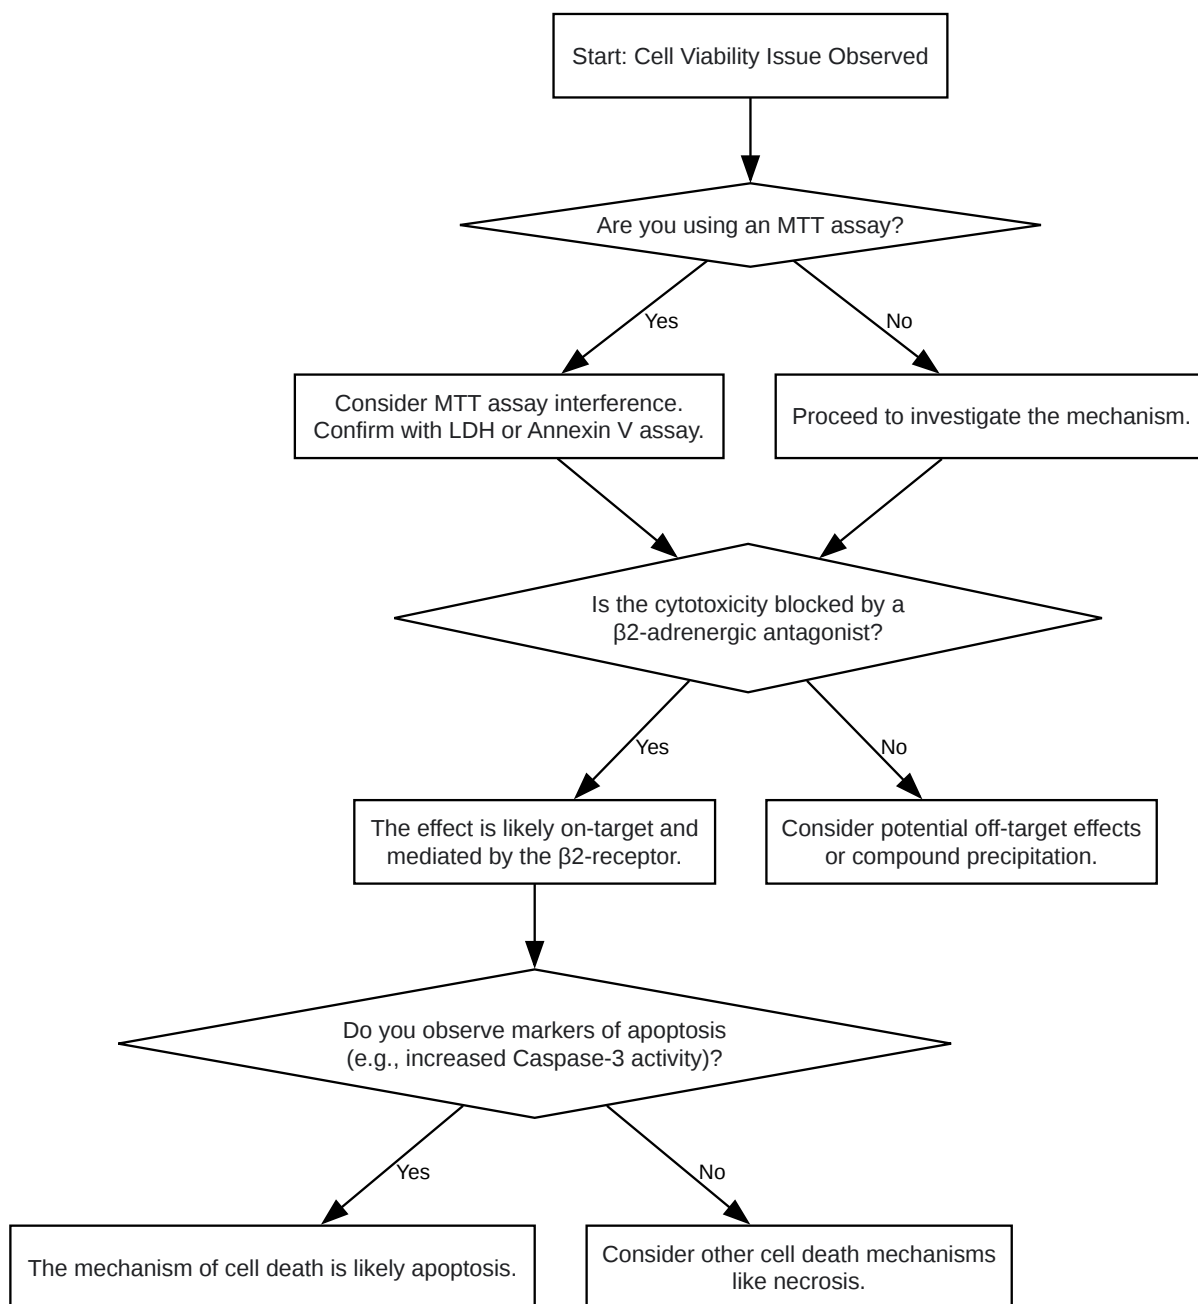 Start: Cell Viability Issue Observed
Are you using an MTT assay?
Yes
No
Consider MTT assay interference.
Confirm with LDH or Annexin V assay.
Proceed to investigate the mechanism.
Is the cytotoxicity blocked by a
β2-adrenergic antagonist?
Yes
No
The effect is likely on-target and
mediated by the β2-receptor.
Consider potential off-target effects
or compound precipitation.
Do you observe markers of apoptosis
(e.g., increased Caspase-3 activity)?
Yes
No
The mechanism of cell death is likely apoptosis.
Consider other cell death mechanisms
like necrosis.